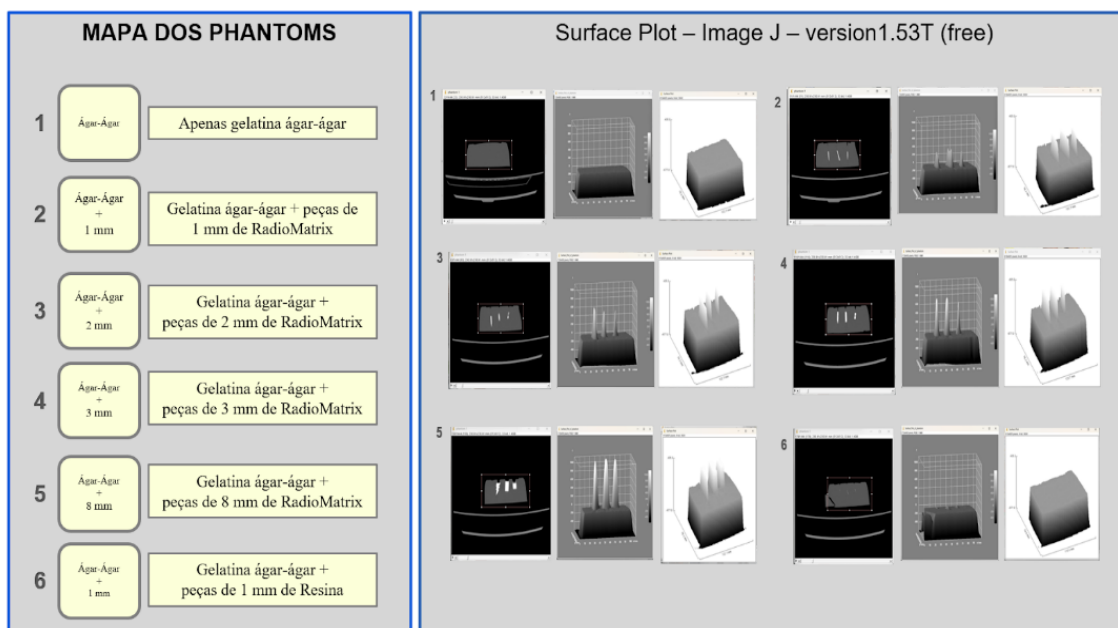 MAPA DOS PHANTOMS
1
Ágar-Ágar
Apenas gelatina ágar-ágar
2
Ágar-Ágar
+
1 mm
Gelatina ágar-ágar + peças de
1 mm de RadioMatrix
3
Ágar-Ágar
+
2 mm
Gelatina ágar-ágar +
peças de 2 mm de RadioMatrix
4
Ágar-Ágar
+
3 mm
Gelatina ágar-ágar +
peças de 3 mm de RadioMatrix
5
Ágar-Ágar
+
8 mm
Gelatina ágar-ágar +
peças de 8 mm de RadioMatrix
6
Ágar-Ágar
+
1 mm
Gelatina ágar-ágar +
peças de 1 mm de Resina
Surface Plot – Image J – version1.53T (free)
1
2
3
4
5
6